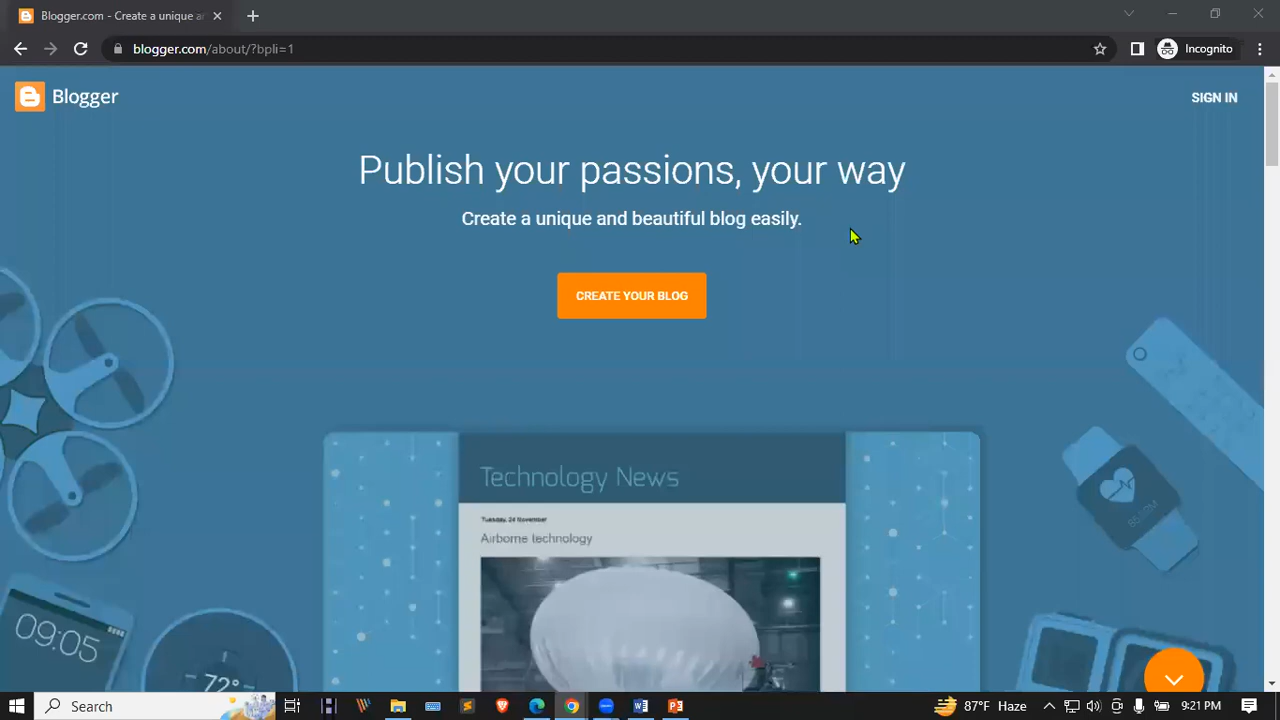 Blogger.com - Create a unique ar
blogger.com/about/?bpli=1
Incognito
Blogger
SIGN IN
Publish your passions, your way
Create a unique and beautiful blog easily.
CREATE YOUR BLOG
Technology News
Tuesday, 24 November
Airborne technology
09:05
72°
Search
87°F Haze
9:21 PM